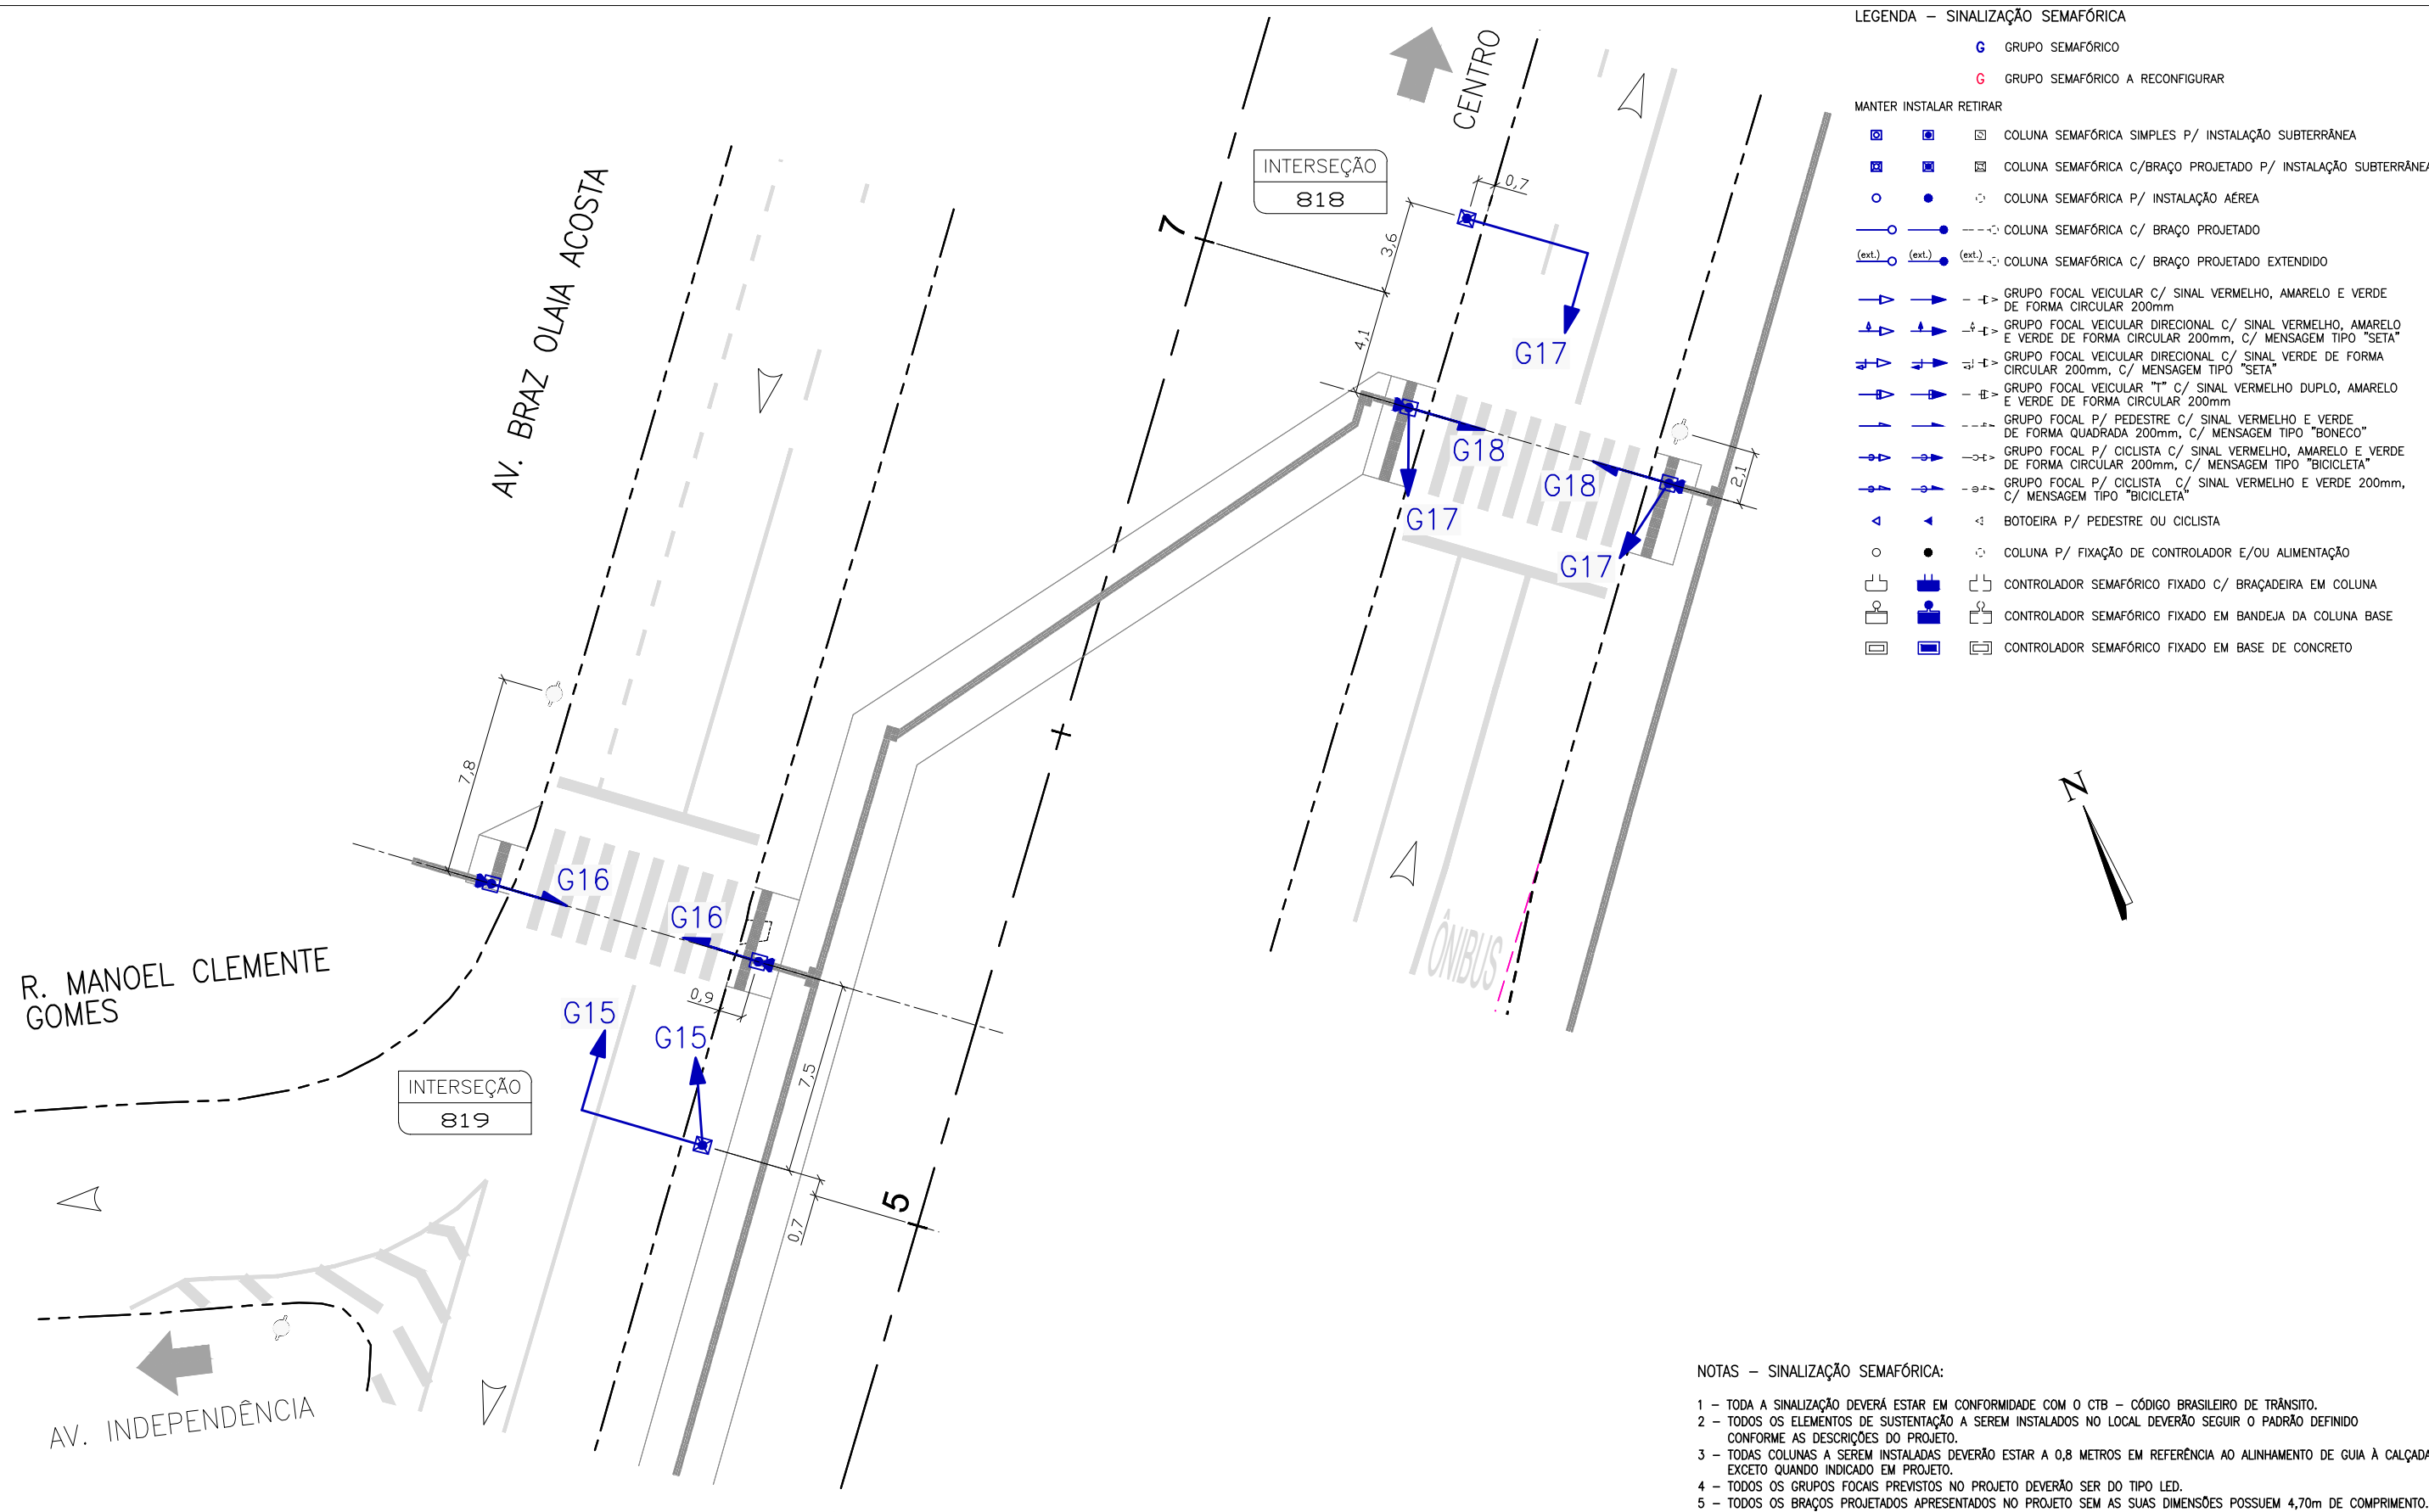 LEGENDA – SINALIZAÇÃO SEMAFÓRICA
G GRUPO SEMAFÓRICO
G GRUPO SEMAFÓRICO A RECONFIGURAR
MANTER INSTALAR RETIRAR
COLUNA SEMAFÓRICA SIMPLES P/ INSTALAÇÃO SUBTERRÂNEA
COLUNA SEMAFÓRICA C/BRAÇO PROJETADO P/ INSTALAÇÃO SUBTERRÂNEA
COLUNA SEMAFÓRICA P/ INSTALAÇÃO AÉREA
COLUNA SEMAFÓRICA C/ BRAÇO PROJETADO
(ext.) (ext.) (ext.) COLUNA SEMAFÓRICA C/ BRAÇO PROJETADO EXTENDIDO
GRUPO FOCAL VEICULAR C/ SINAL VERMELHO, AMARELO E VERDE
DE FORMA CIRCULAR 200mm
GRUPO FOCAL VEICULAR DIRECIONAL C/ SINAL VERMELHO, AMARELO
E VERDE DE FORMA CIRCULAR 200mm, C/ MENSAGEM TIPO "SETA"
GRUPO FOCAL VEICULAR DIRECIONAL C/ SINAL VERDE DE FORMA
CIRCULAR 200mm, C/ MENSAGEM TIPO "SETA"
GRUPO FOCAL VEICULAR "T" C/ SINAL VERMELHO DUPLO, AMARELO
E VERDE DE FORMA CIRCULAR 200mm
GRUPO FOCAL P/ PEDESTRE C/ SINAL VERMELHO E VERDE
DE FORMA QUADRADA 200mm, C/ MENSAGEM TIPO "BONECO"
GRUPO FOCAL P/ CICLISTA C/ SINAL VERMELHO, AMARELO E VERDE
DE FORMA CIRCULAR 200mm, C/ MENSAGEM TIPO "BICICLETA"
GRUPO FOCAL P/ CICLISTA C/ SINAL VERMELHO E VERDE 200mm,
C/ MENSAGEM TIPO "BICICLETA"
BOTOEIRA P/ PEDESTRE OU CICLISTA
COLUNA P/ FIXAÇÃO DE CONTROLADOR E/OU ALIMENTAÇÃO
CONTROLADOR SEMAFÓRICO FIXADO C/ BRAÇADEIRA EM COLUNA
CONTROLADOR SEMAFÓRICO FIXADO EM BANDEJA DA COLUNA BASE
CONTROLADOR SEMAFÓRICO FIXADO EM BASE DE CONCRETO
CENTRO
INTERSEÇÃO
818
0,7
AV. BRAZ OLAIA ACOSTA
7
3,6
4,1
G17
G18
G18
2,1
G17
G17
N
7,8
G16
G16
ÔNIBUS
R. MANOEL CLEMENTE
GOMES
0,9
G15
G15
7,5
INTERSEÇÃO
819
5
0,7
AV. INDEPENDÊNCIA
NOTAS – SINALIZAÇÃO SEMAFÓRICA:
1 – TODA A SINALIZAÇÃO DEVERÁ ESTAR EM CONFORMIDADE COM O CTB – CÓDIGO BRASILEIRO DE TRÂNSITO.
2 – TODOS OS ELEMENTOS DE SUSTENTAÇÃO A SEREM INSTALADOS NO LOCAL DEVERÃO SEGUIR O PADRÃO DEFINIDO
CONFORME AS DESCRIÇÕES DO PROJETO.
3 – TODAS COLUNAS A SEREM INSTALADAS DEVERÃO ESTAR A 0,8 METROS EM REFERÊNCIA AO ALINHAMENTO DE GUIA À CALÇADA
EXCETO QUANDO INDICADO EM PROJETO.
4 – TODOS OS GRUPOS FOCAIS PREVISTOS NO PROJETO DEVERÃO SER DO TIPO LED.
5 – TODOS OS BRAÇOS PROJETADOS APRESENTADOS NO PROJETO SEM AS SUAS DIMENSÕES POSSUEM 4,70m DE COMPRIMENTO.